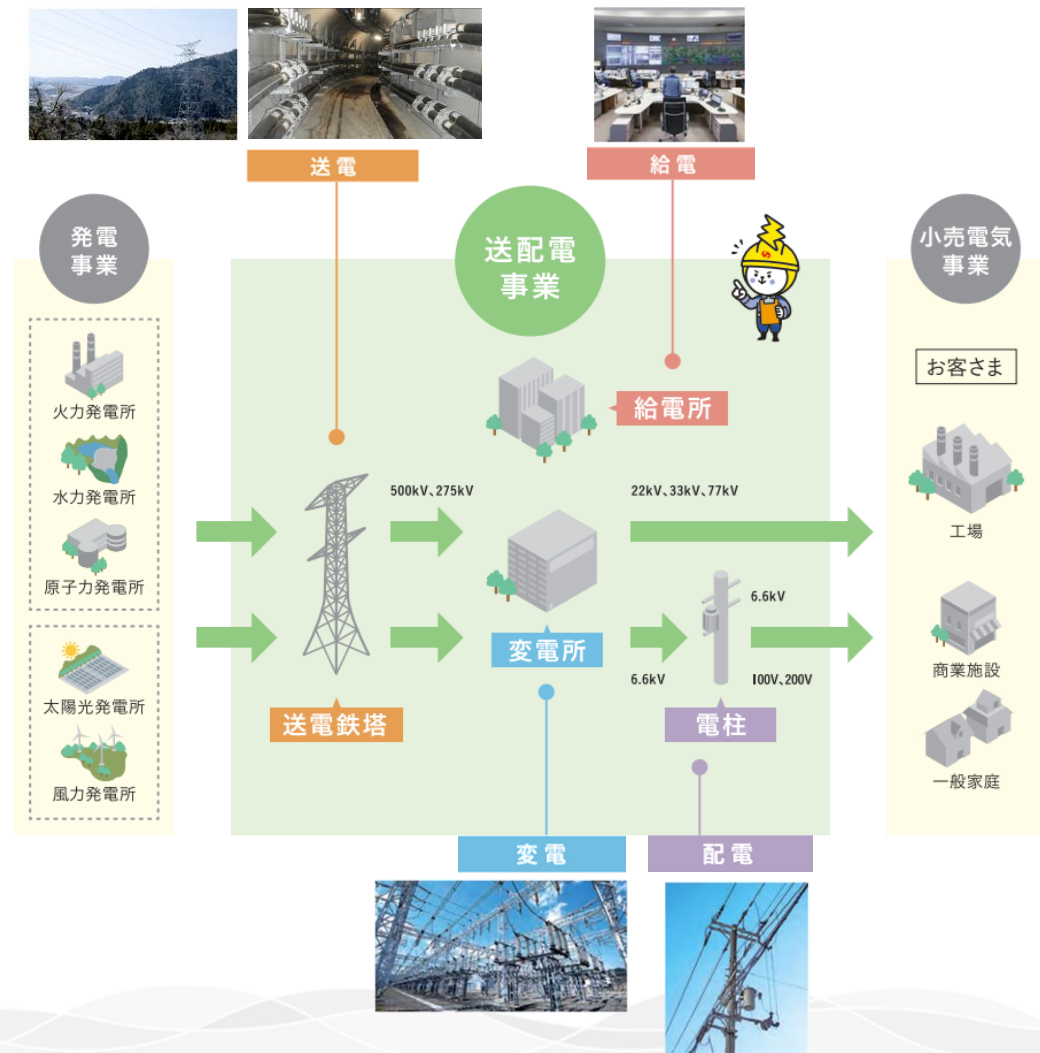 送電
給電
発電
事業
送配電
事業
小売電気
事業
お客さま
火力発電所
水力発電所
原子力発電所
太陽光発電所
風力発電所
給電所
500kV、275kV
22kV、33kV、77kV
工場
変電所
6.6kV
6.6kV
100V、200V
商業施設
送電鉄塔
電柱
一般家庭
変電
配電